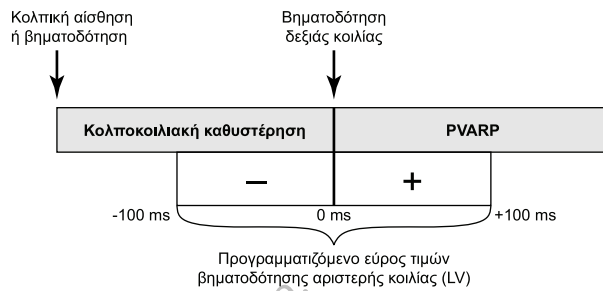 Κολπική αίσθηση
ή βηματοδότηση
Βηματοδότηση
δεξιάς κοιλίας
Κολποκοιλιακή καθυστέρηση
PVARP
−
+
-100 ms
0 ms
+100 ms
Προγραμματιζόμενο εύρος τιμών
βηματοδότησης αριστερής κοιλίας (LV)